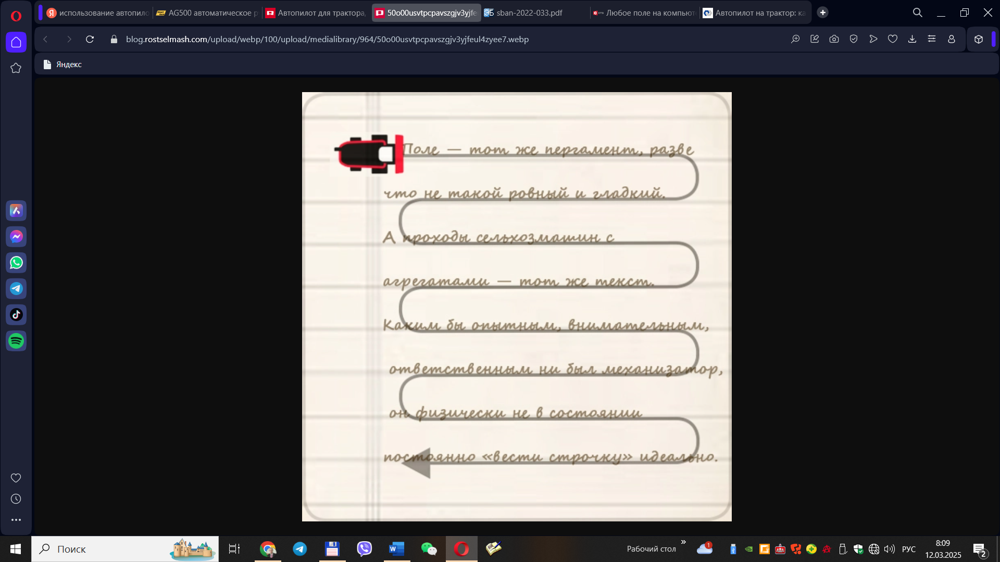 использование автопило
AG500 автоматическое р
Автопилот для трактора,
50o00usvtpcpavszgjv3yjfe
sban-2022-033.pdf
Любое поле на компьют
Автопилот на трактор: ка
blog.rostselmash.com/upload/webp/100/upload/medialibrary/964/50o00usvtpcpavszgjv3yjfeul4zyee7.webp
Яндекс
Поле — тот же пергамент, разве
что не такой ровный и гладкий.
А проходы сельхозмашин с
агрегатами — тот же текст.
Каким бы опытным, внимательным,
ответственным ни был механизатор,
он физически не в состоянии
постоянно «вести строчку» идеально.
Поиск
Рабочий стол
»
1
РУС
8:09
12.03.2025
2